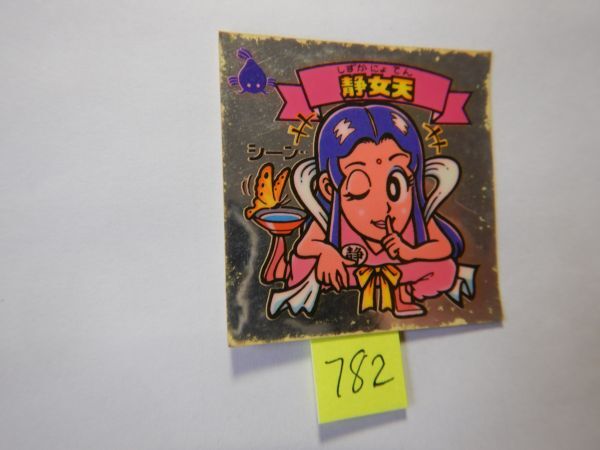 しずかにょてん
静女天
シーン…
静
782